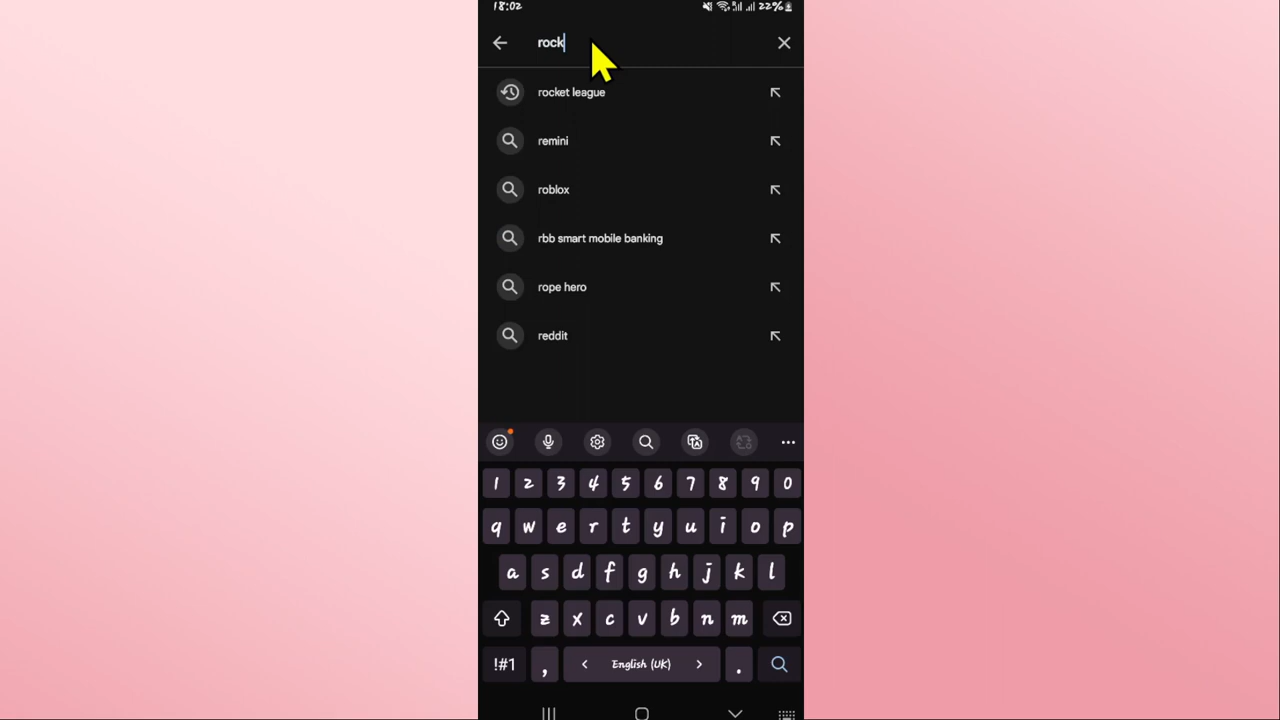 18:02 22%
rock
rocket league
remini
roblox
rbb smart mobile banking
rope hero
reddit
1 2 3 4 5 6 7 8 9 0
q w e r t y u i o p
a s d f g h j k l
z x c v b n m
!#1 , < English (UK) > .